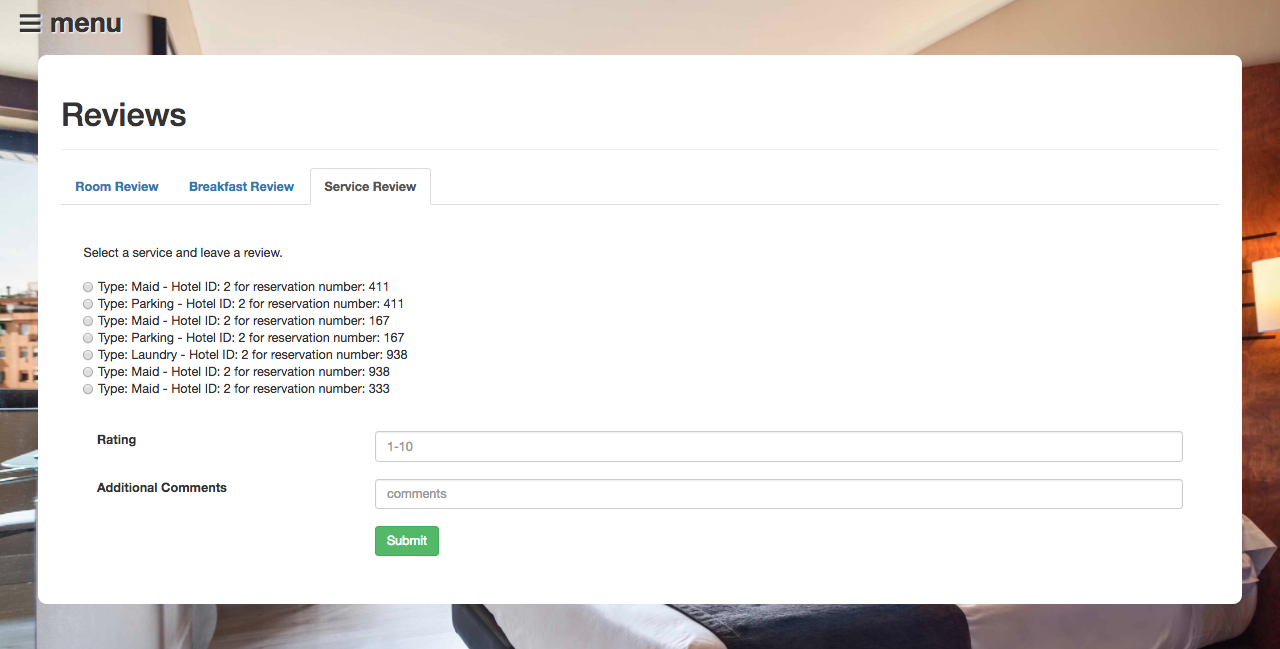 menu
Reviews
Room Review
Breakfast Review
Service Review
Select a service and leave a review.
Type: Maid - Hotel ID: 2 for reservation number: 411
Type: Parking - Hotel ID: 2 for reservation number: 411
Type: Maid - Hotel ID: 2 for reservation number: 167
Type: Parking - Hotel ID: 2 for reservation number: 167
Type: Laundry - Hotel ID: 2 for reservation number: 938
Type: Maid - Hotel ID: 2 for reservation number: 938
Type: Maid - Hotel ID: 2 for reservation number: 333
Rating
1-10
Additional Comments
comments
Submit